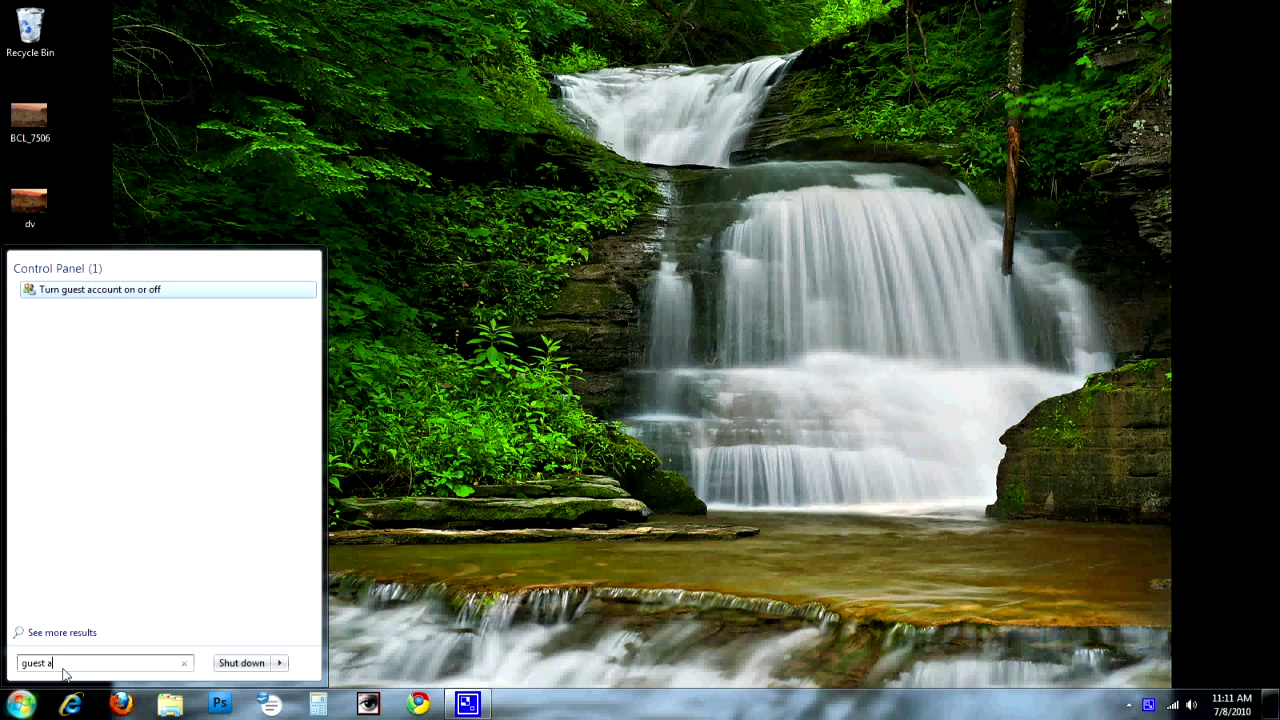 Recycle Bin
BCL_7506
dv
Control Panel (1)
Turn guest account on or off
See more results
guest a
Shut down
Ps
11:11 AM
7/8/2010